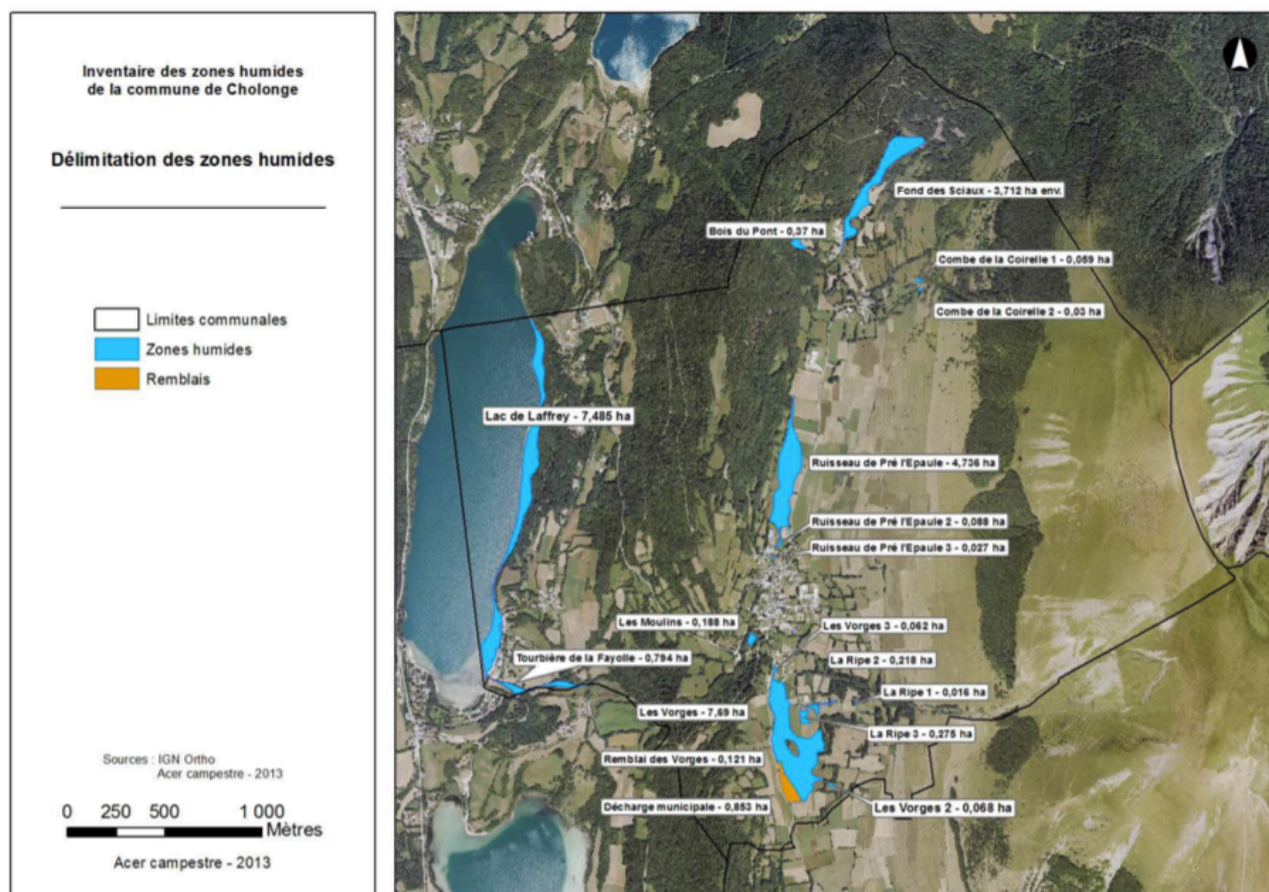 Inventaire des zones humides
de la commune de Cholonge
Délimitation des zones humides
Limites communales
Zones humides
Remblais
Sources : IGN Ortho
Acer campestre - 2013
0 250 500 1 000
Mètres
Acer campestre - 2013
Fond des Sciaux - 3,712 ha env.
Bois du Pont - 0,37 ha
Combe de la Coirelle 1 - 0,059 ha
Combe de la Coirelle 2 - 0,03 ha
Lac de Laffrey - 7,485 ha
Ruisseau de Pré l'Epaule - 4,736 ha
Ruisseau de Pré l'Epaule 2 - 0,088 ha
Ruisseau de Pré l'Epaule 3 - 0,027 ha
Les Moulins - 0,188 ha
Les Vorges 3 - 0,062 ha
Tourbière de la Fayolle - 0,794 ha
La Ripe 2 - 0,218 ha
La Ripe 1 - 0,016 ha
Les Vorges - 7,69 ha
La Ripe 3 - 0,275 ha
Remblai des Vorges - 0,121 ha
Décharge municipale - 0,853 ha
Les Vorges 2 - 0,068 ha